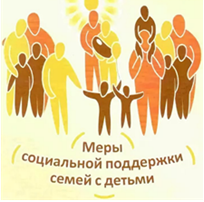 Меры
социальной поддержки
семей с детьми